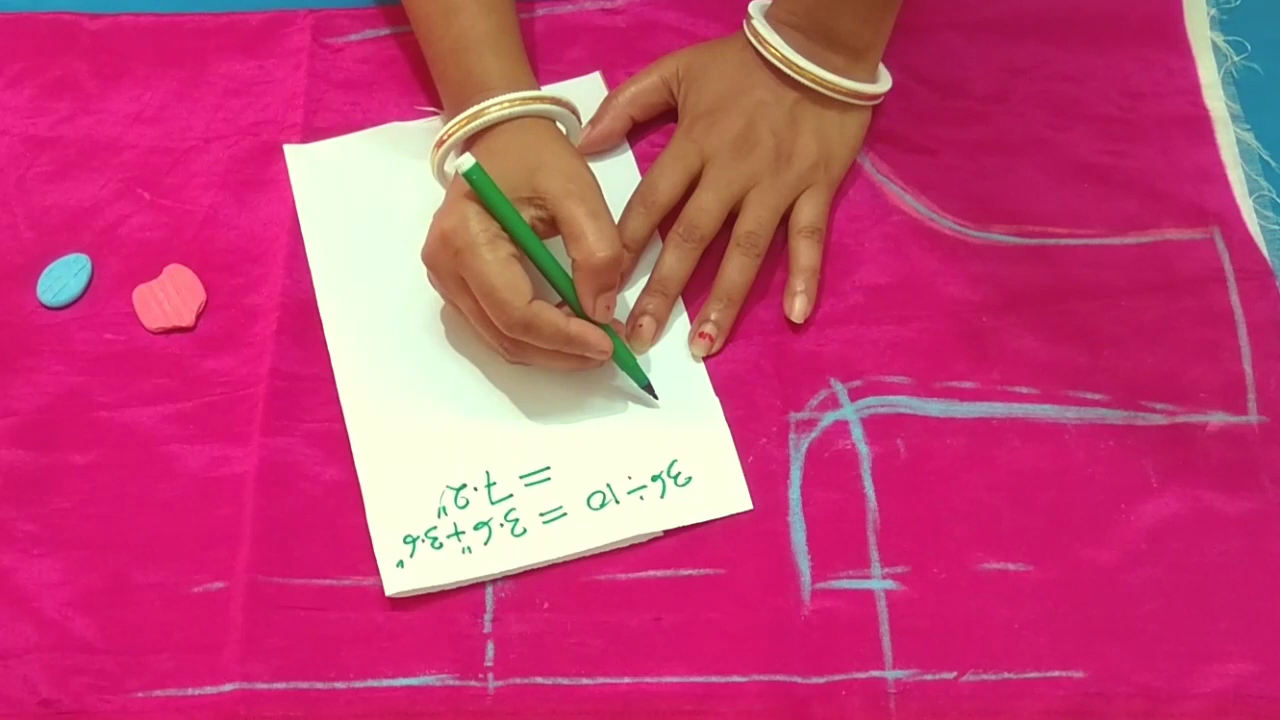 36÷10 = 3.6"+3.6"
= 7.2"